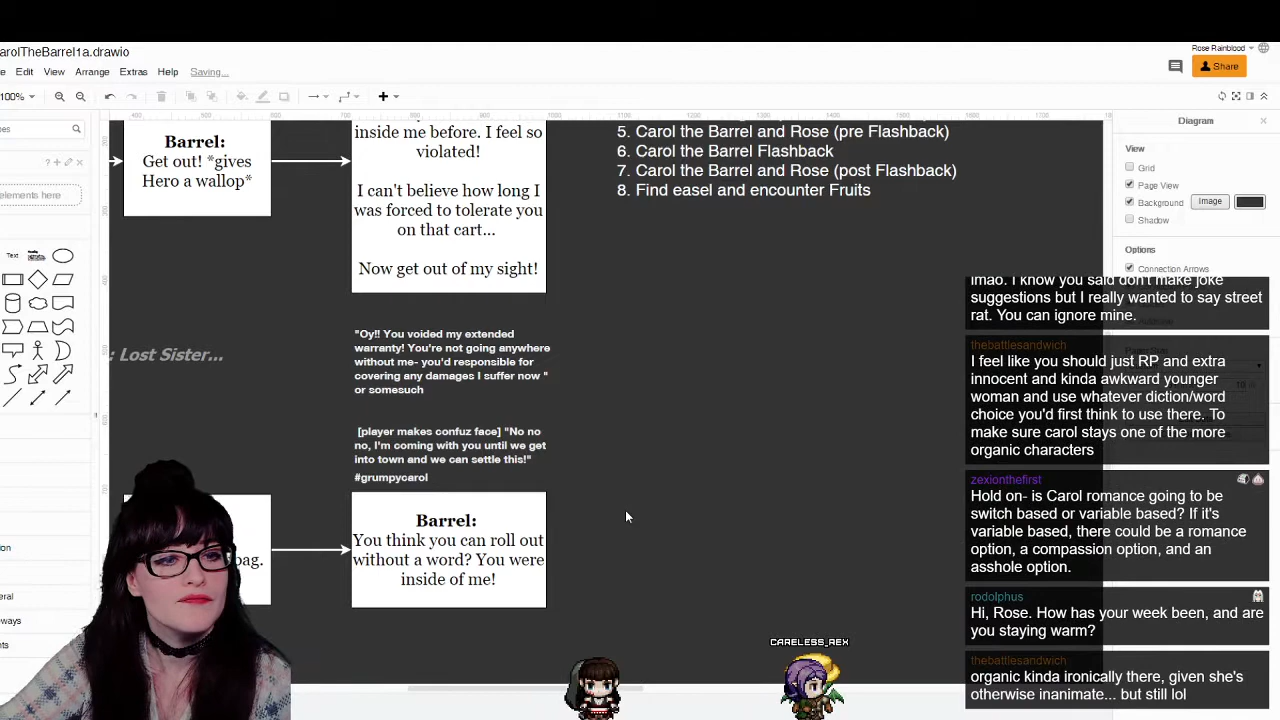 arolTheBarrel1a.drawio
Rose Rainblood
Edit View Arrange Extras Help Saving...
Share
100%
es
elements here
Text
Barrel:
Get out! *gives
Hero a wallop*
inside me before. I feel so
violated!
I can't believe how long I
was forced to tolerate you
on that cart...
Now get out of my sight!
5. Carol the Barrel and Rose (pre Flashback)
6. Carol the Barrel Flashback
7. Carol the Barrel and Rose (post Flashback)
8. Find easel and encounter Fruits
Diagram
View
Grid
Page View
Background
Image
Shadow
Options
Connection Arrows
: Lost Sister...
"Oy!! You voided my extended
warranty! You're not going anywhere
without me- you'd responsible for
covering any damages I suffer now "
or somesuch
[player makes confuz face] "No no
no, I'm coming with you until we get
into town and we can settle this!"
#grumpycarol
bag.
Barrel:
You think you can roll out
without a word? You were
inside of me!
lmao. I know you said don't make joke
suggestions but I really wanted to say street
rat. You can ignore mine.
thebattlesandwich
I feel like you should just RP and extra
innocent and kinda awkward younger
woman and use whatever diction/word
choice you'd first think to use there. To
make sure carol stays one of the more
organic characters
zexionthefirst
Hold on- is Carol romance going to be
switch based or variable based? If it's
variable based, there could be a romance
option, a compassion option, and an
asshole option.
rodolphus
Hi, Rose. How has your week been, and are
you staying warm?
thebattlesandwich
organic kinda ironically there, given she's
otherwise inanimate... but still lol
CARELESS_REX